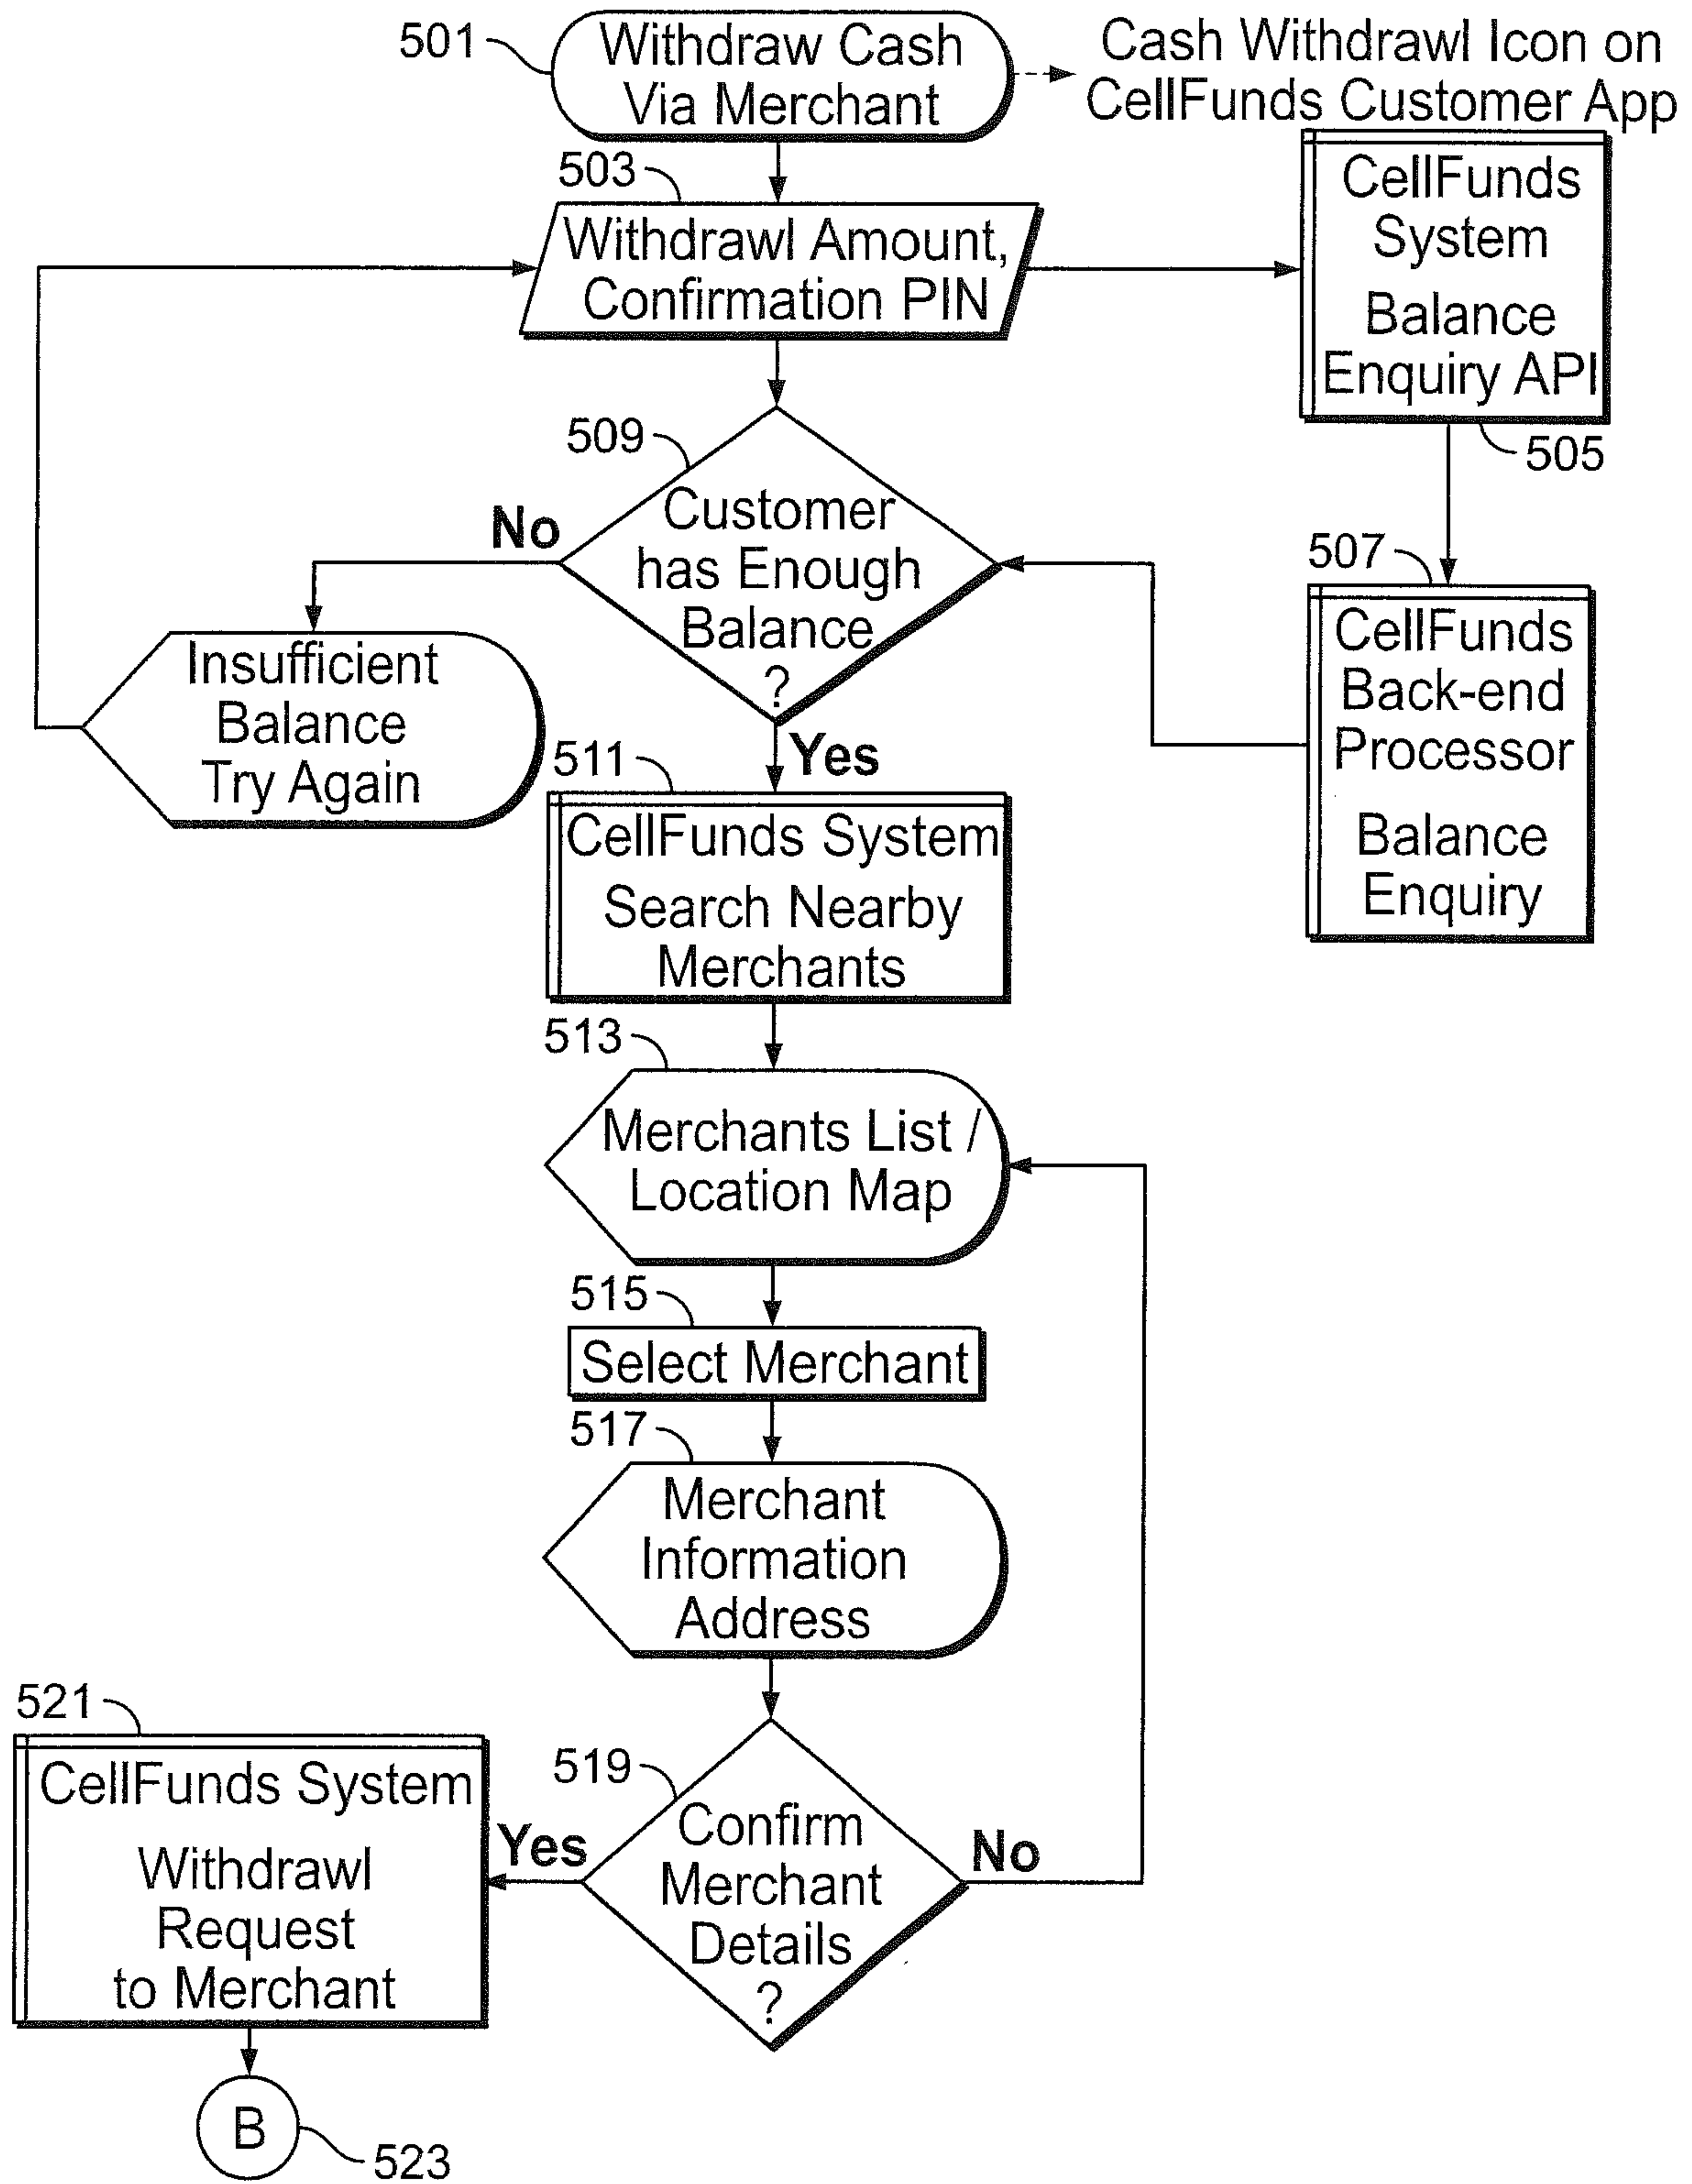 501
Withdraw Cash
Via Merchant
Cash Withdrawl Icon on
CellFunds Customer App
503
Withdrawl Amount,
Confirmation PIN
CellFunds
System
Balance
Enquiry API
505
509
Customer
has Enough
Balance
?
No
Yes
507
CellFunds
Back-end
Processor
Balance
Enquiry
Insufficient
Balance
Try Again
511
CellFunds System
Search Nearby
Merchants
513
Merchants List /
Location Map
515
Select Merchant
517
Merchant
Information
Address
519
Confirm
Merchant
Details
?
Yes
No
521
CellFunds System
Withdrawl
Request
to Merchant
B
523